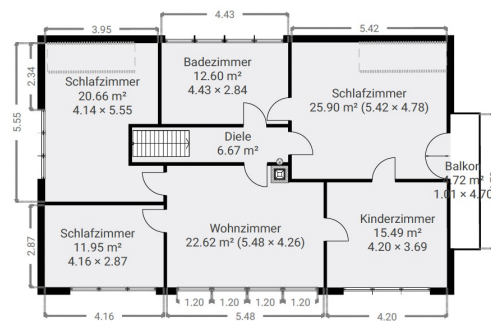 3.95
4.43
5.42
2.34
5.55
Schlafzimmer
20.66 m²
4.14 × 5.55
Badezimmer
12.60 m²
4.43 × 2.84
Schlafzimmer
25.90 m² (5.42 × 4.78)
Diele
6.67 m²
Balkon
4.72 m²
1.01 × 4.70
2.87
Schlafzimmer
11.95 m²
4.16 × 2.87
Wohnzimmer
22.62 m² (5.48 × 4.26)
Kinderzimmer
15.49 m²
4.20 × 3.69
1.20 1.20 1.20 1.20
4.16
5.48
4.20